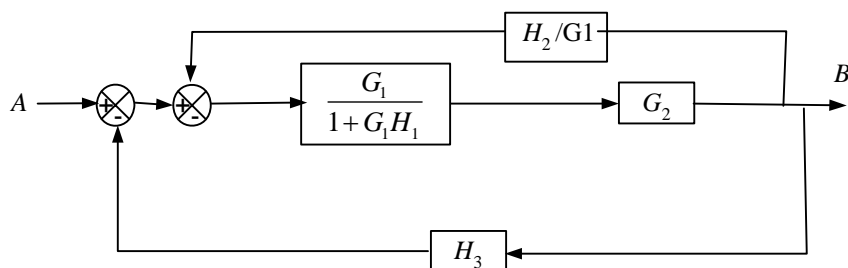 H₂/G1
A
+
-
+
-
G₁
1+G₁H₁
G₂
B
H₃